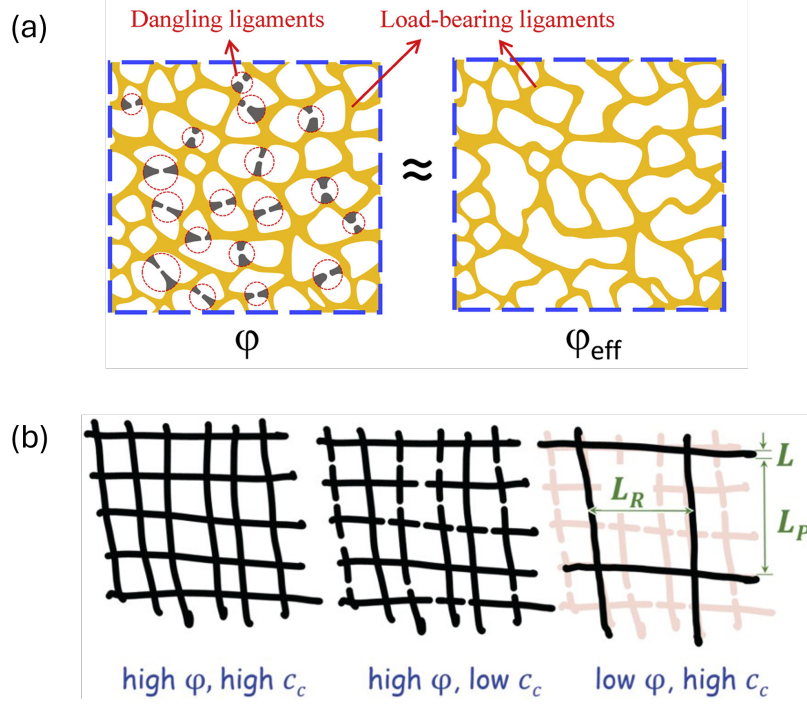 (a)
Dangling ligaments
Load-bearing ligaments
≈
φ
φeff
(b)
L
LR
LP
high φ, high cc
high φ, low cc
low φ, high cc